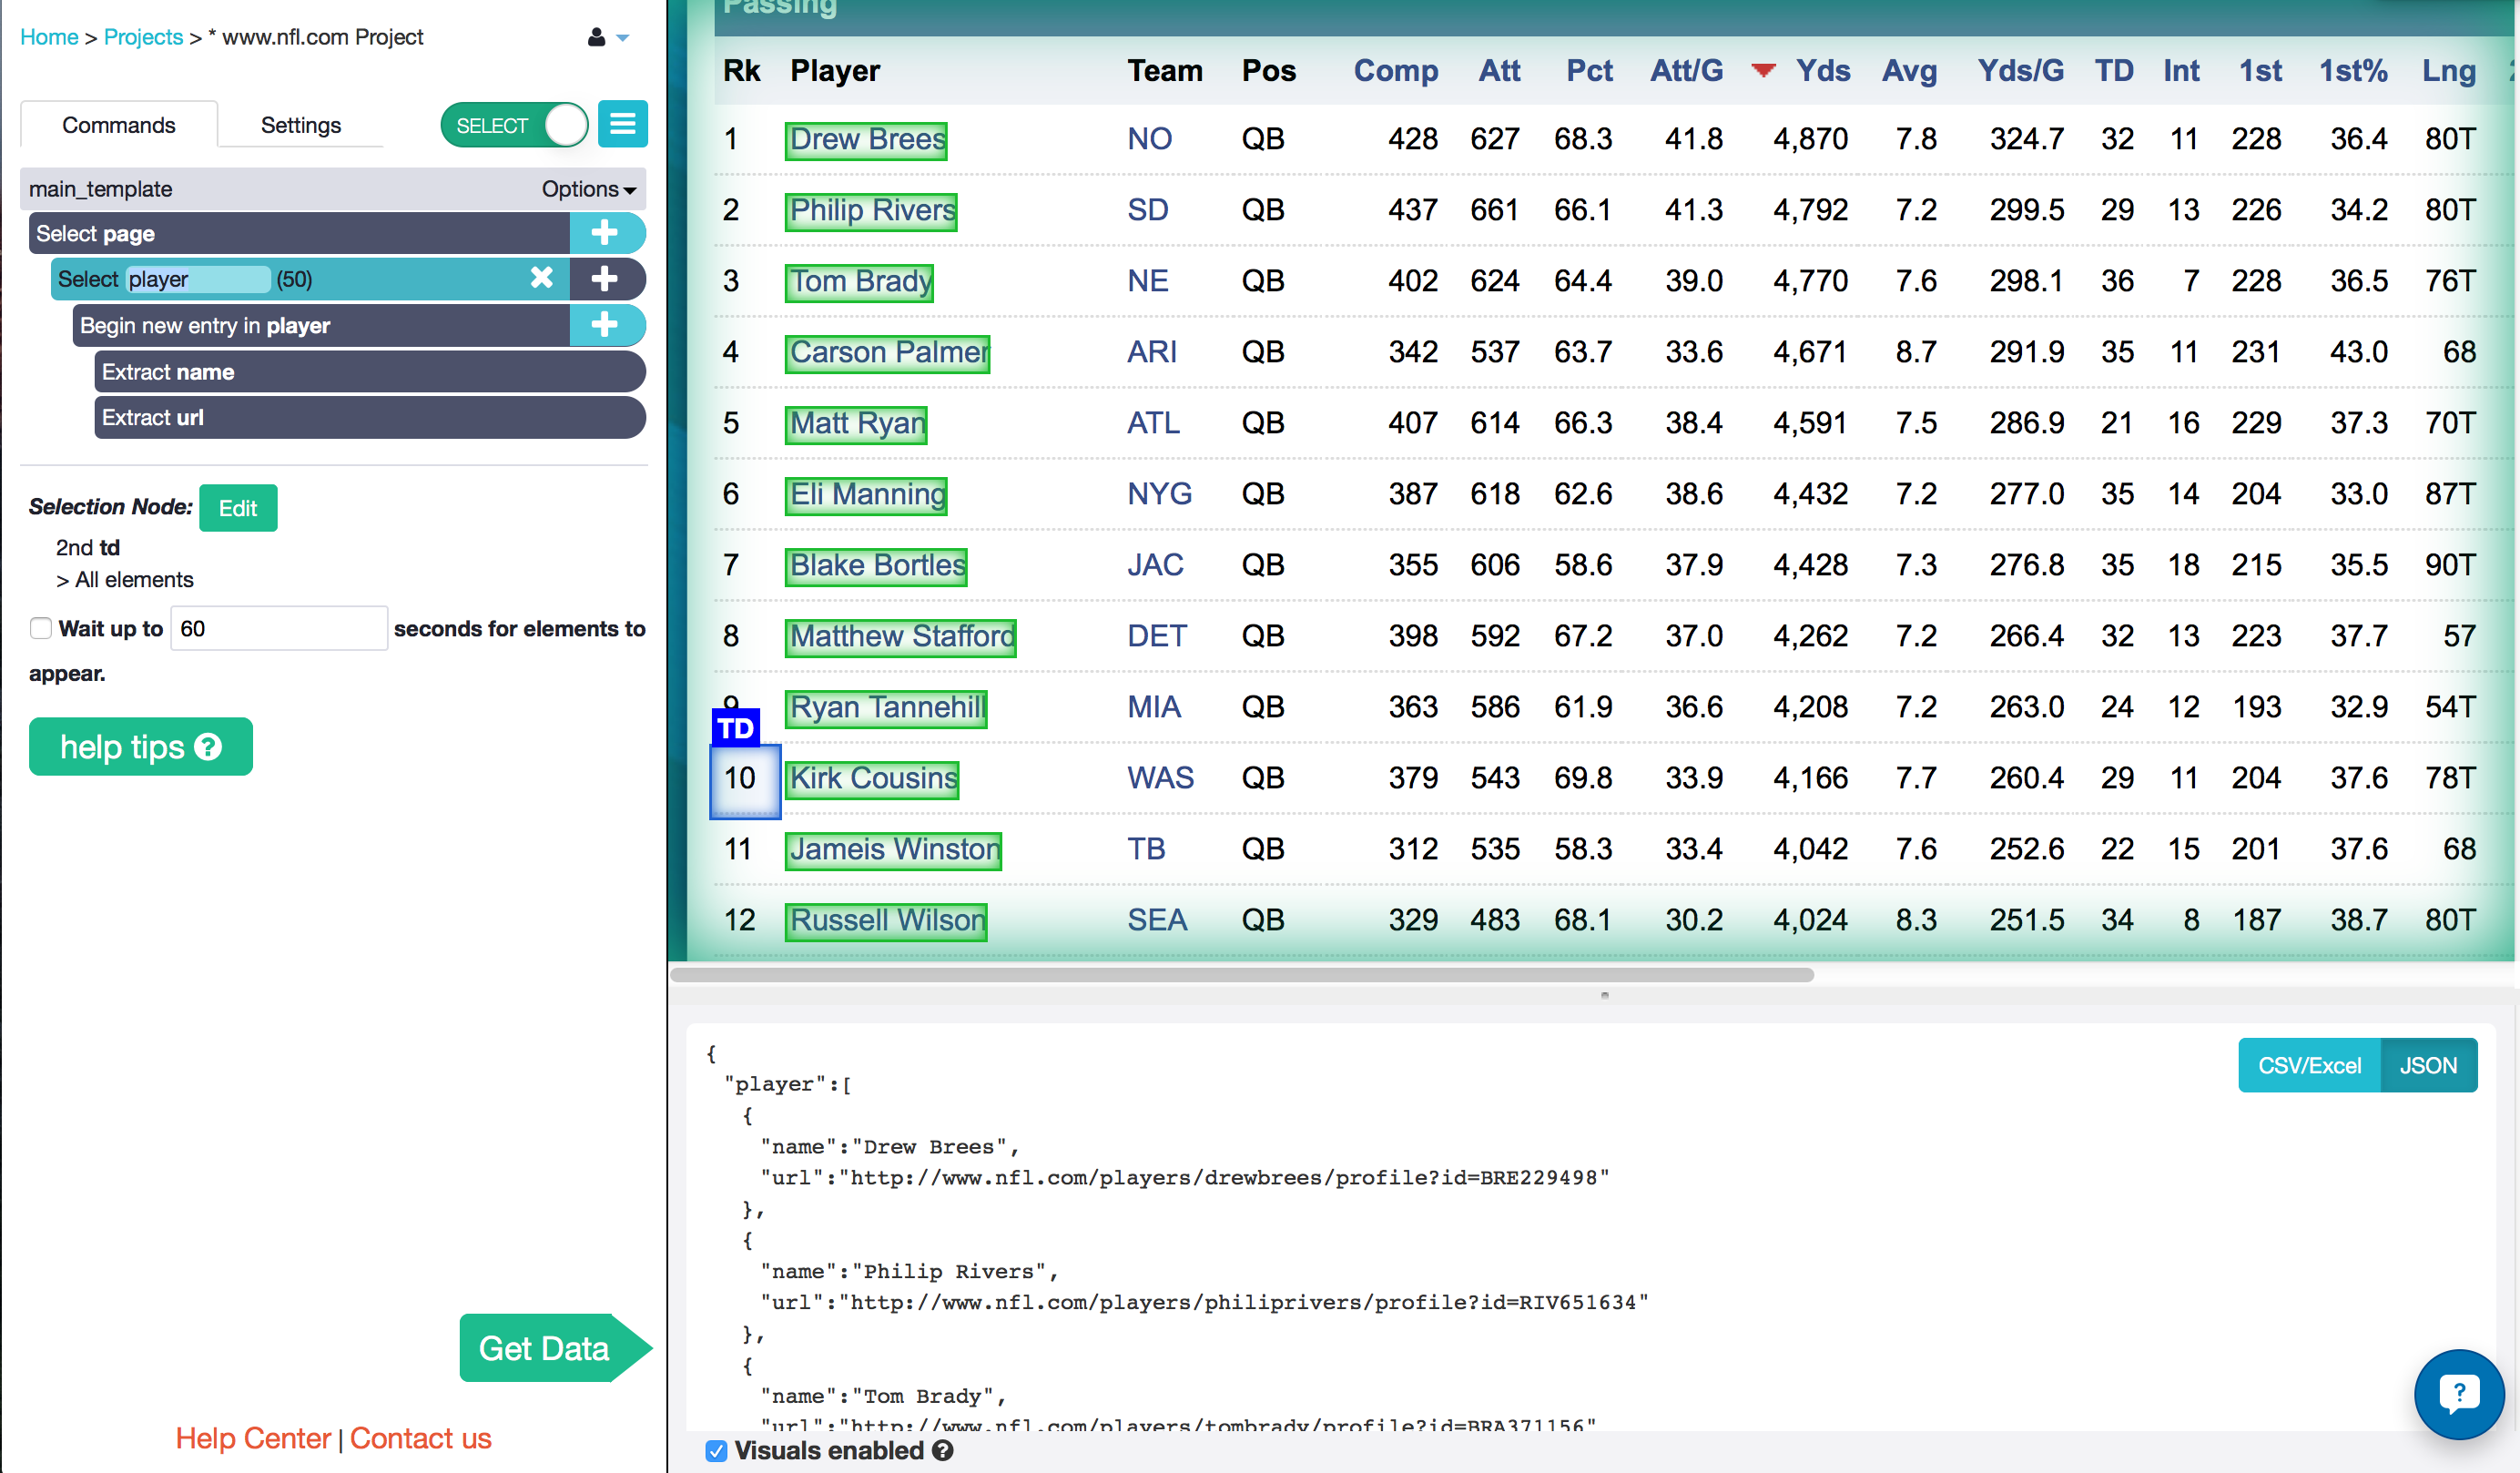 Home > Projects > * www.nfl.com Project
Commands
Settings
SELECT
main_template
Options
Select page
Select player (50)
Begin new entry in player
Extract name
Extract url
Selection Node: Edit
2nd td
> All elements
Wait up to 60 seconds for elements to
appear.
help tips ?
Get Data
Help Center | Contact us
Passing
Rk Player Team Pos Comp Att Pct Att/G Yds Avg Yds/G TD Int 1st 1st% Lng
1 Drew Brees NO QB 428 627 68.3 41.8 4,870 7.8 324.7 32 11 228 36.4 80T
2 Philip Rivers SD QB 437 661 66.1 41.3 4,792 7.2 299.5 29 13 226 34.2 80T
3 Tom Brady NE QB 402 624 64.4 39.0 4,770 7.6 298.1 36 7 228 36.5 76T
4 Carson Palmer ARI QB 342 537 63.7 33.6 4,671 8.7 291.9 35 11 231 43.0 68
5 Matt Ryan ATL QB 407 614 66.3 38.4 4,591 7.5 286.9 21 16 229 37.3 70T
6 Eli Manning NYG QB 387 618 62.6 38.6 4,432 7.2 277.0 35 14 204 33.0 87T
7 Blake Bortles JAC QB 355 606 58.6 37.9 4,428 7.3 276.8 35 18 215 35.5 90T
8 Matthew Stafford DET QB 398 592 67.2 37.0 4,262 7.2 266.4 32 13 223 37.7 57
9 Ryan Tannehill MIA QB 363 586 61.9 36.6 4,208 7.2 263.0 24 12 193 32.9 54T
TD
10 Kirk Cousins WAS QB 379 543 69.8 33.9 4,166 7.7 260.4 29 11 204 37.6 78T
11 Jameis Winston TB QB 312 535 58.3 33.4 4,042 7.6 252.6 22 15 201 37.6 68
12 Russell Wilson SEA QB 329 483 68.1 30.2 4,024 8.3 251.5 34 8 187 38.7 80T
CSV/Excel JSON
{
"player":[
{
"name":"Drew Brees",
"url":"http://www.nfl.com/players/drewbrees/profile?id=BRE229498"
},
{
"name":"Philip Rivers",
"url":"http://www.nfl.com/players/philiprivers/profile?id=RIV651634"
},
{
"name":"Tom Brady",
"url":"http://www.nfl.com/players/tombrady/profile?id=BRA371156"
Visuals enabled ?